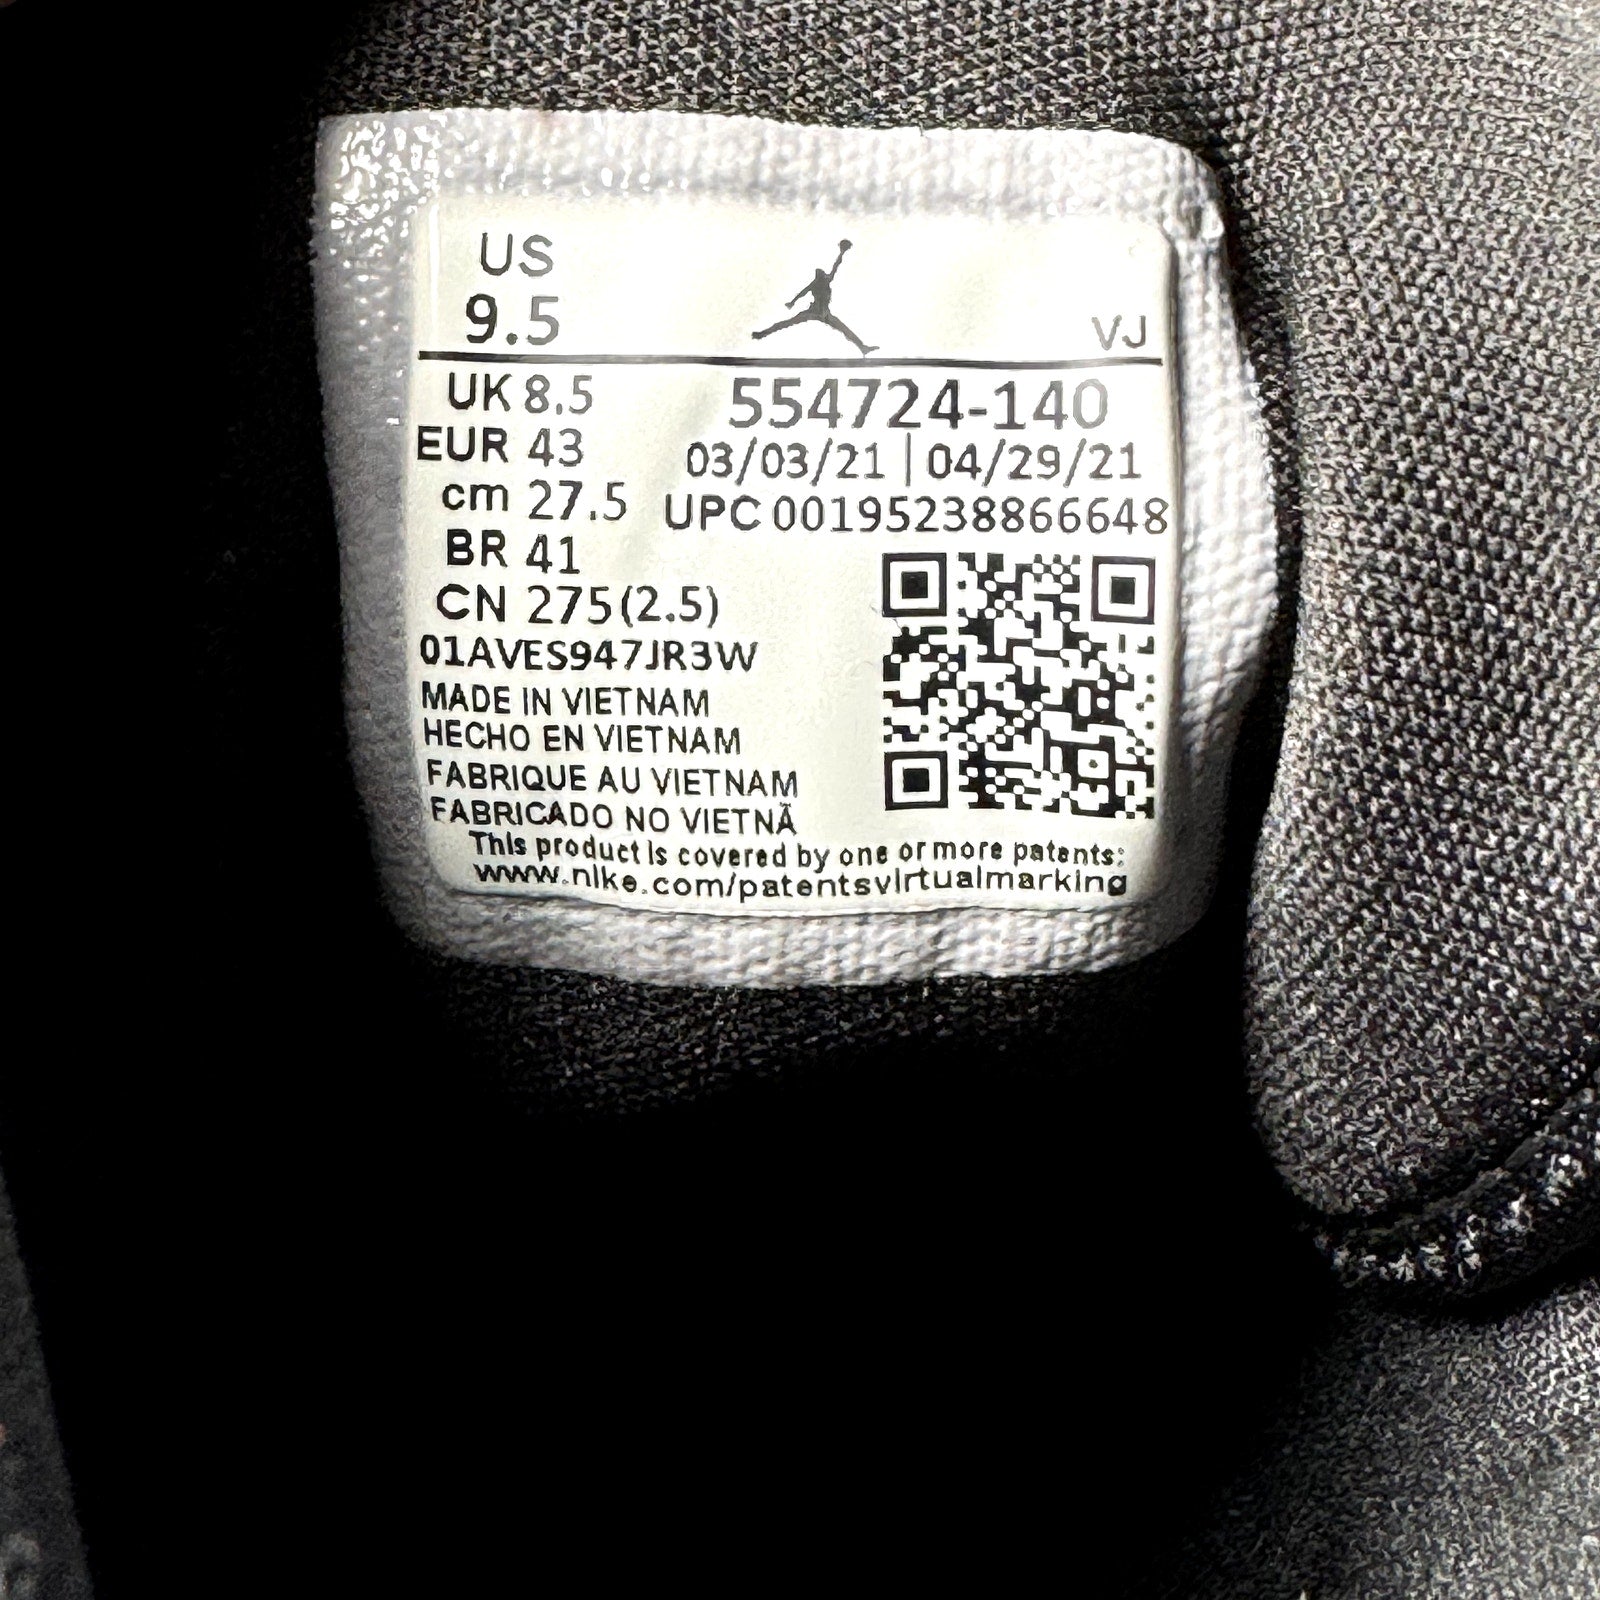 US
9.5
VJ
UK 8.5
EUR 43
cm 27.5
BR 41
CN 275(2.5)
554724-140
03/03/21 | 04/29/21
UPC 00195238866648
01AVES947JR3W
MADE IN VIETNAM
HECHO EN VIETNAM
FABRIQUE AU VIETNAM
FABRICADO NO VIETNÃ
This product is covered by one or more patents:
www.nike.com/patentsvirtualmarking